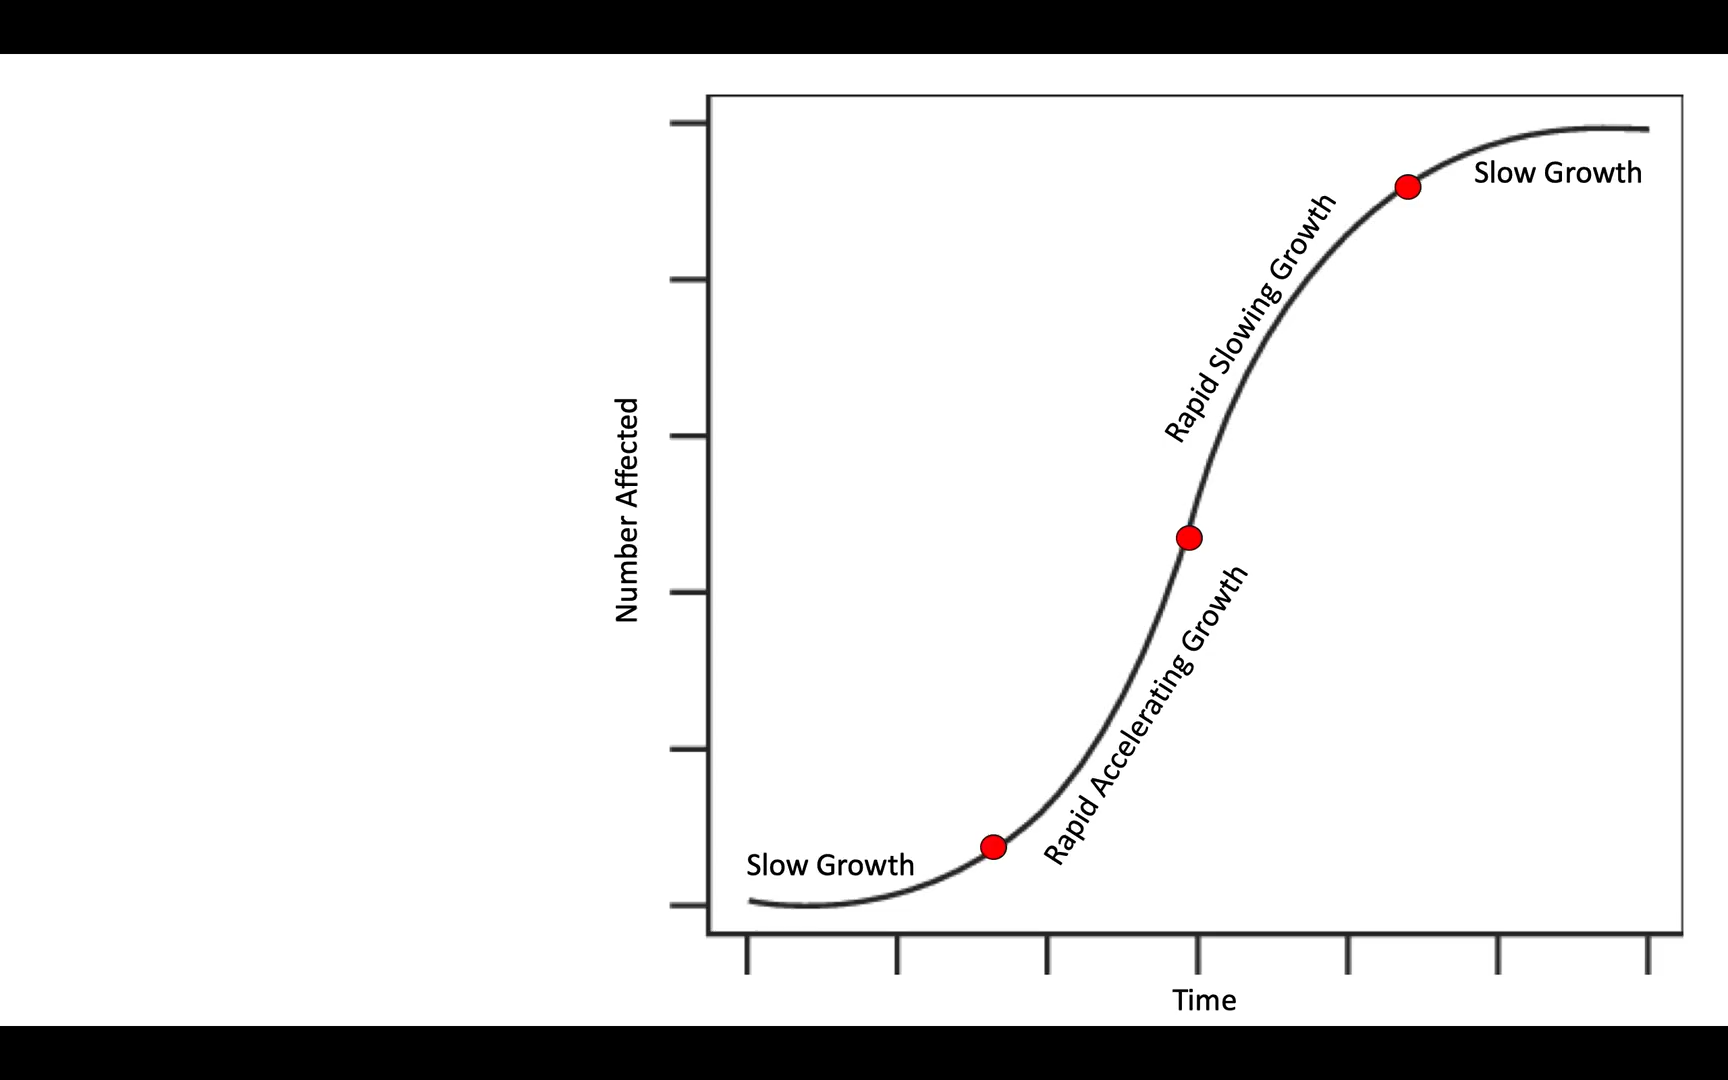 Slow Growth
Rapid Slowing Growth
Number Affected
Rapid Accelerating Growth
Slow Growth
Time